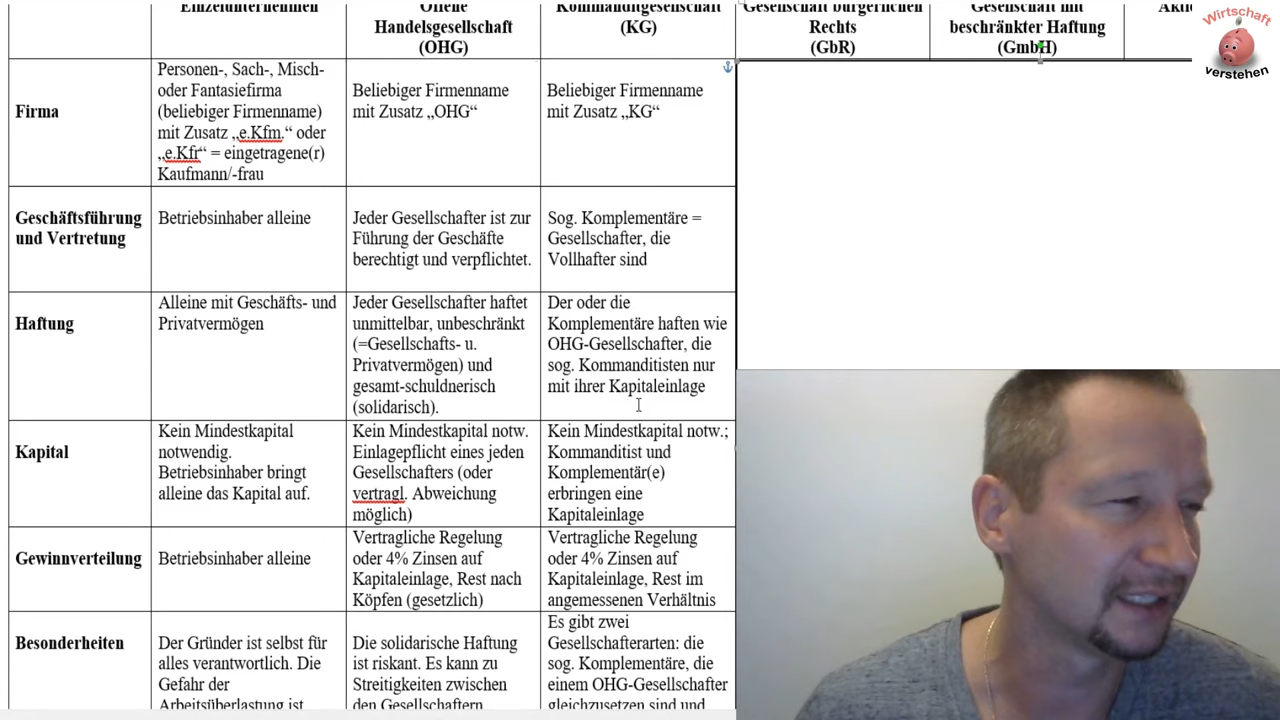 Einzelunternehmen
Offene
Handelsgesellschaft
(OHG)
Kommanditgesellschaft
(KG)
Gesellschaft bürgerlichen
Rechts
(GbR)
Gesellschaft mit
beschränkter Haftung
(GmbH)
Wirtschaft
verstehen
Firma
Personen-, Sach-, Misch-
oder Fantasiefirma
(beliebiger Firmenname)
mit Zusatz „e.Kfm.“ oder
„e.Kfr“ = eingetragene(r)
Kaufmann/-frau
Beliebiger Firmenname
mit Zusatz „OHG“
Beliebiger Firmenname
mit Zusatz „KG“
Geschäftsführung
und Vertretung
Betriebsinhaber alleine
Jeder Gesellschafter ist zur
Führung der Geschäfte
berechtigt und verpflichtet.
Sog. Komplementäre =
Gesellschafter, die
Vollhafter sind
Haftung
Alleine mit Geschäfts- und
Privatvermögen
Jeder Gesellschafter haftet
unmittelbar, unbeschränkt
(=Gesellschafts- u.
Privatvermögen) und
gesamt-schuldnerisch
(solidarisch).
Der oder die
Komplementäre haften wie
OHG-Gesellschafter, die
sog. Kommanditisten nur
mit ihrer Kapitaleinlage
Kapital
Kein Mindestkapital
notwendig.
Betriebsinhaber bringt
alleine das Kapital auf.
Kein Mindestkapital notw.
Einlagepflicht eines jeden
Gesellschafters (oder
vertragl. Abweichung
möglich)
Kein Mindestkapital notw.;
Kommanditist und
Komplementär(e)
erbringen eine
Kapitaleinlage
Gewinnverteilung
Betriebsinhaber alleine
Vertragliche Regelung
oder 4% Zinsen auf
Kapitaleinlage, Rest nach
Köpfen (gesetzlich)
Vertragliche Regelung
oder 4% Zinsen auf
Kapitaleinlage, Rest im
angemessenen Verhältnis
Besonderheiten
Der Gründer ist selbst für
alles verantwortlich. Die
Gefahr der
Arbeitsüberlastung ist
Die solidarische Haftung
ist riskant. Es kann zu
Streitigkeiten zwischen
den Gesellschaftern
Es gibt zwei
Gesellschafterarten: die
sog. Komplementäre, die
einem OHG-Gesellschafter
gleichzusetzen sind und